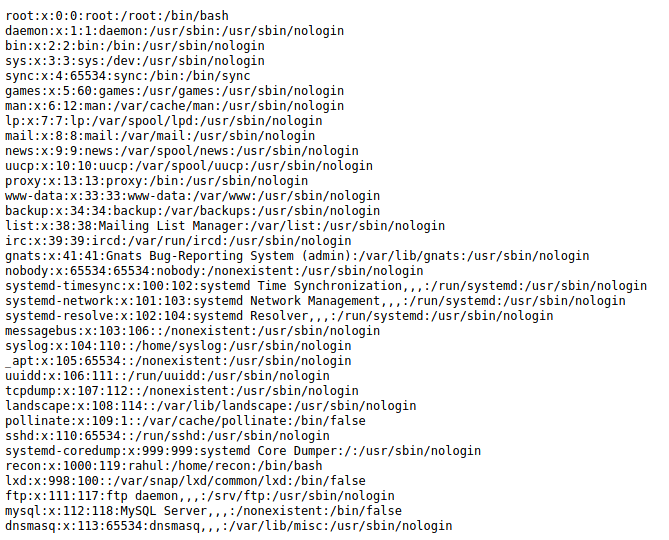 root:x:0:0:root:/root:/bin/bash
daemon:x:1:1:daemon:/usr/sbin:/usr/sbin/nologin
bin:x:2:2:bin:/bin:/usr/sbin/nologin
sys:x:3:3:sys:/dev:/usr/sbin/nologin
sync:x:4:65534:sync:/bin:/bin/sync
games:x:5:60:games:/usr/games:/usr/sbin/nologin
man:x:6:12:man:/var/cache/man:/usr/sbin/nologin
lp:x:7:7:lp:/var/spool/lpd:/usr/sbin/nologin
mail:x:8:8:mail:/var/mail:/usr/sbin/nologin
news:x:9:9:news:/var/spool/news:/usr/sbin/nologin
uucp:x:10:10:uucp:/var/spool/uucp:/usr/sbin/nologin
proxy:x:13:13:proxy:/bin:/usr/sbin/nologin
www-data:x:33:33:www-data:/var/www:/usr/sbin/nologin
backup:x:34:34:backup:/var/backups:/usr/sbin/nologin
list:x:38:38:Mailing List Manager:/var/list:/usr/sbin/nologin
irc:x:39:39:ircd:/var/run/ircd:/usr/sbin/nologin
gnats:x:41:41:Gnats Bug-Reporting System (admin):/var/lib/gnats:/usr/sbin/nologin
nobody:x:65534:65534:nobody:/nonexistent:/usr/sbin/nologin
systemd-timesync:x:100:102:systemd Time Synchronization,,,:/run/systemd:/usr/sbin/nologin
systemd-network:x:101:103:systemd Network Management,,,:/run/systemd:/usr/sbin/nologin
systemd-resolve:x:102:104:systemd Resolver,,,:/run/systemd:/usr/sbin/nologin
messagebus:x:103:106::/nonexistent:/usr/sbin/nologin
syslog:x:104:110::/home/syslog:/usr/sbin/nologin
_apt:x:105:65534::/nonexistent:/usr/sbin/nologin
uuidd:x:106:111::/run/uuidd:/usr/sbin/nologin
tcpdump:x:107:112::/nonexistent:/usr/sbin/nologin
landscape:x:108:114::/var/lib/landscape:/usr/sbin/nologin
pollinate:x:109:1::/var/cache/pollinate:/bin/false
sshd:x:110:65534::/run/sshd:/usr/sbin/nologin
systemd-coredump:x:999:999:systemd Core Dumper:/:/usr/sbin/nologin
recon:x:1000:119:rahul:/home/recon:/bin/bash
lxd:x:998:100::/var/snap/lxd/common/lxd:/bin/false
ftp:x:111:117:ftp daemon,,,:/srv/ftp:/usr/sbin/nologin
mysql:x:112:118:MySQL Server,,,:/nonexistent:/bin/false
dnsmasq:x:113:65534:dnsmasq,,,:/var/lib/misc:/usr/sbin/nologin